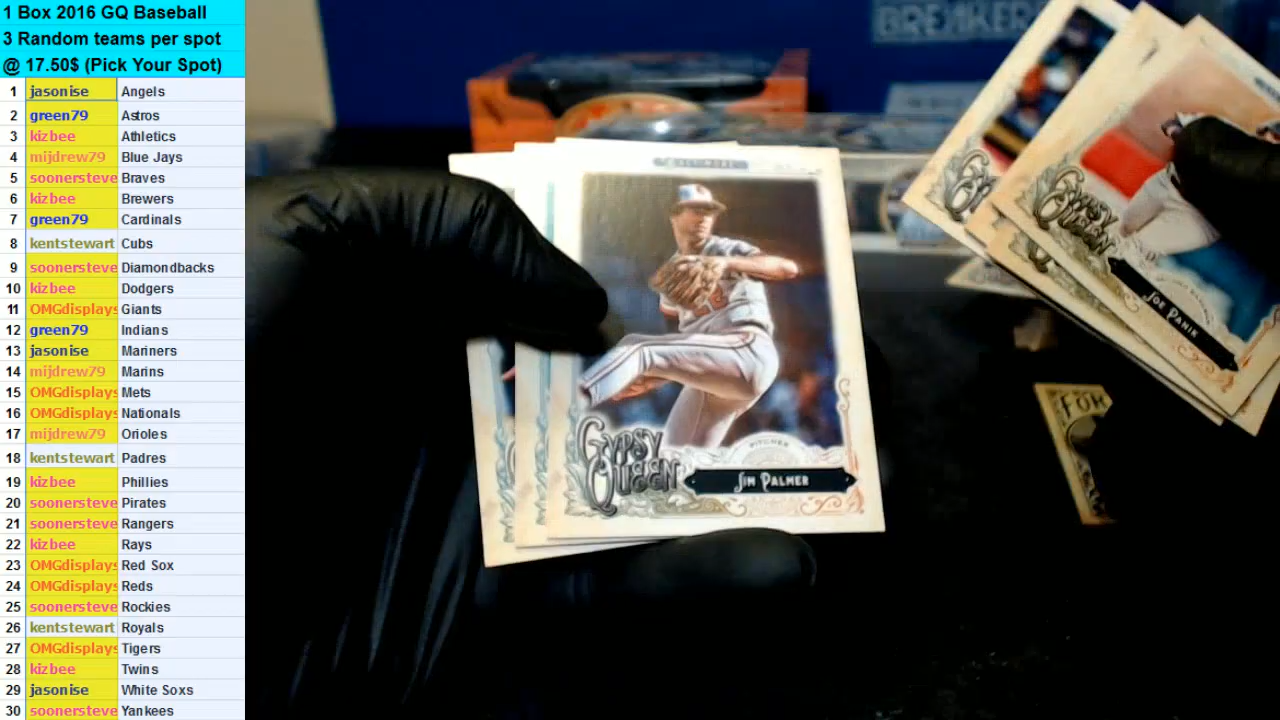 1 Box 2016 GQ Baseball
3 Random teams per spot
@ 17.50$ (Pick Your Spot)
1 jasonise Angels
2 green79 Astros
3 kizbee Athletics
4 mijdrew79 Blue Jays
5 soonersteve Braves
6 kizbee Brewers
7 green79 Cardinals
8 kentstewart Cubs
9 soonersteve Diamondbacks
10 kizbee Dodgers
11 OMGdisplays Giants
12 green79 Indians
13 jasonise Mariners
14 mijdrew79 Marins
15 OMGdisplays Mets
16 OMGdisplays Nationals
17 mijdrew79 Orioles
18 kentstewart Padres
19 kizbee Phillies
20 soonersteve Pirates
21 soonersteve Rangers
22 kizbee Rays
23 OMGdisplays Red Sox
24 OMGdisplays Reds
25 soonersteve Rockies
26 kentstewart Royals
27 OMGdisplays Tigers
28 kizbee Twins
29 jasonise White Soxs
30 soonersteve Yankees
BREAKERS
GYPSY
QUEEN
PITCHER
JIM PALMER
GYPSY
QUEEN
JOE PANIK
FOR